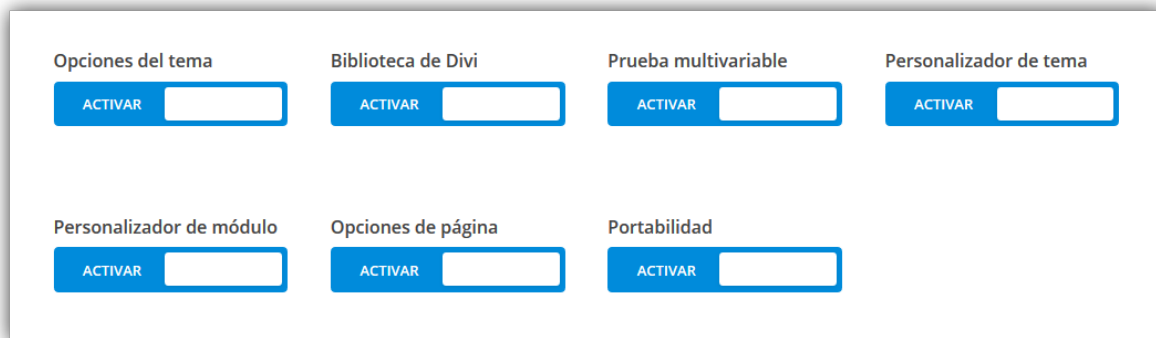 Opciones del tema
Biblioteca de Divi
Prueba multivariable
Personalizador de tema
ACTIVAR
ACTIVAR
ACTIVAR
ACTIVAR
Personalizador de módulo
Opciones de página
Portabilidad
ACTIVAR
ACTIVAR
ACTIVAR